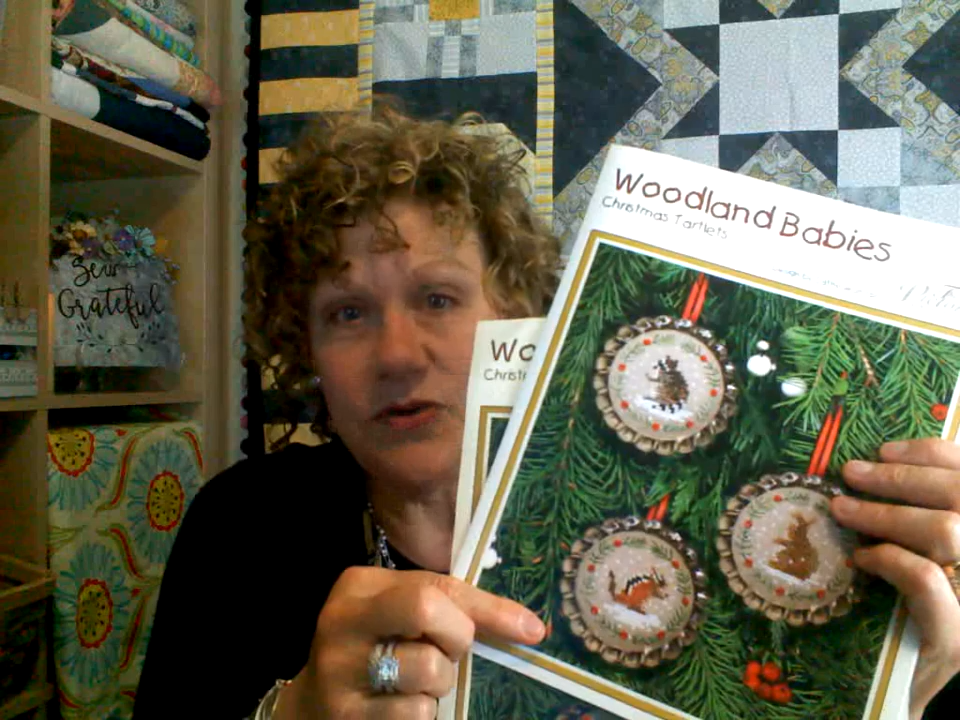 Sew
Grateful
Woodland Babies
Christmas Tartlets
Wo
Christ